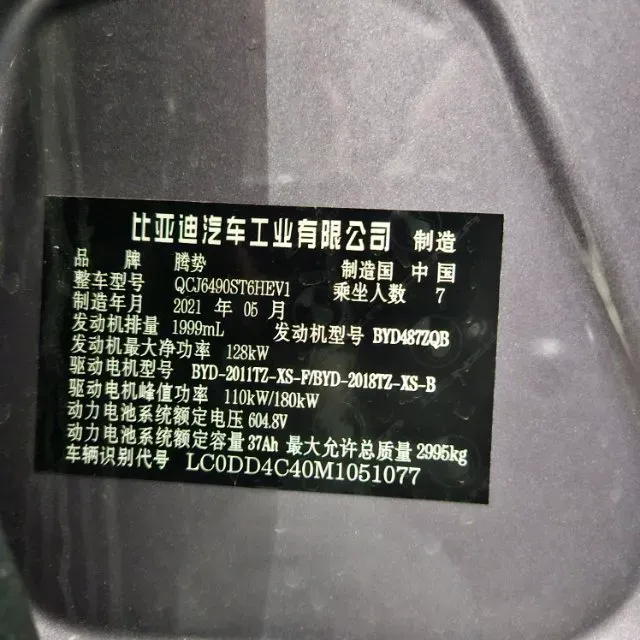 比亚迪汽车工业有限公司 制造
品 牌 腾势 制造国 中 国
整车型号 QCJ6490ST6HEV1 乘坐人数 7
制造年月 2021 年 05 月
发动机排量 1999mL 发动机型号 BYD487ZQB
发动机最大净功率 128kW
驱动电机型号 BYD-2011TZ-XS-F/BYD-2018TZ-XS-B
驱动电机峰值功率 110kW/180kW
动力电池系统额定电压 604.8V
动力电池系统额定容量 37Ah 最大允许总质量 2995kg
车辆识别代号 LC0DD4C40M1051077